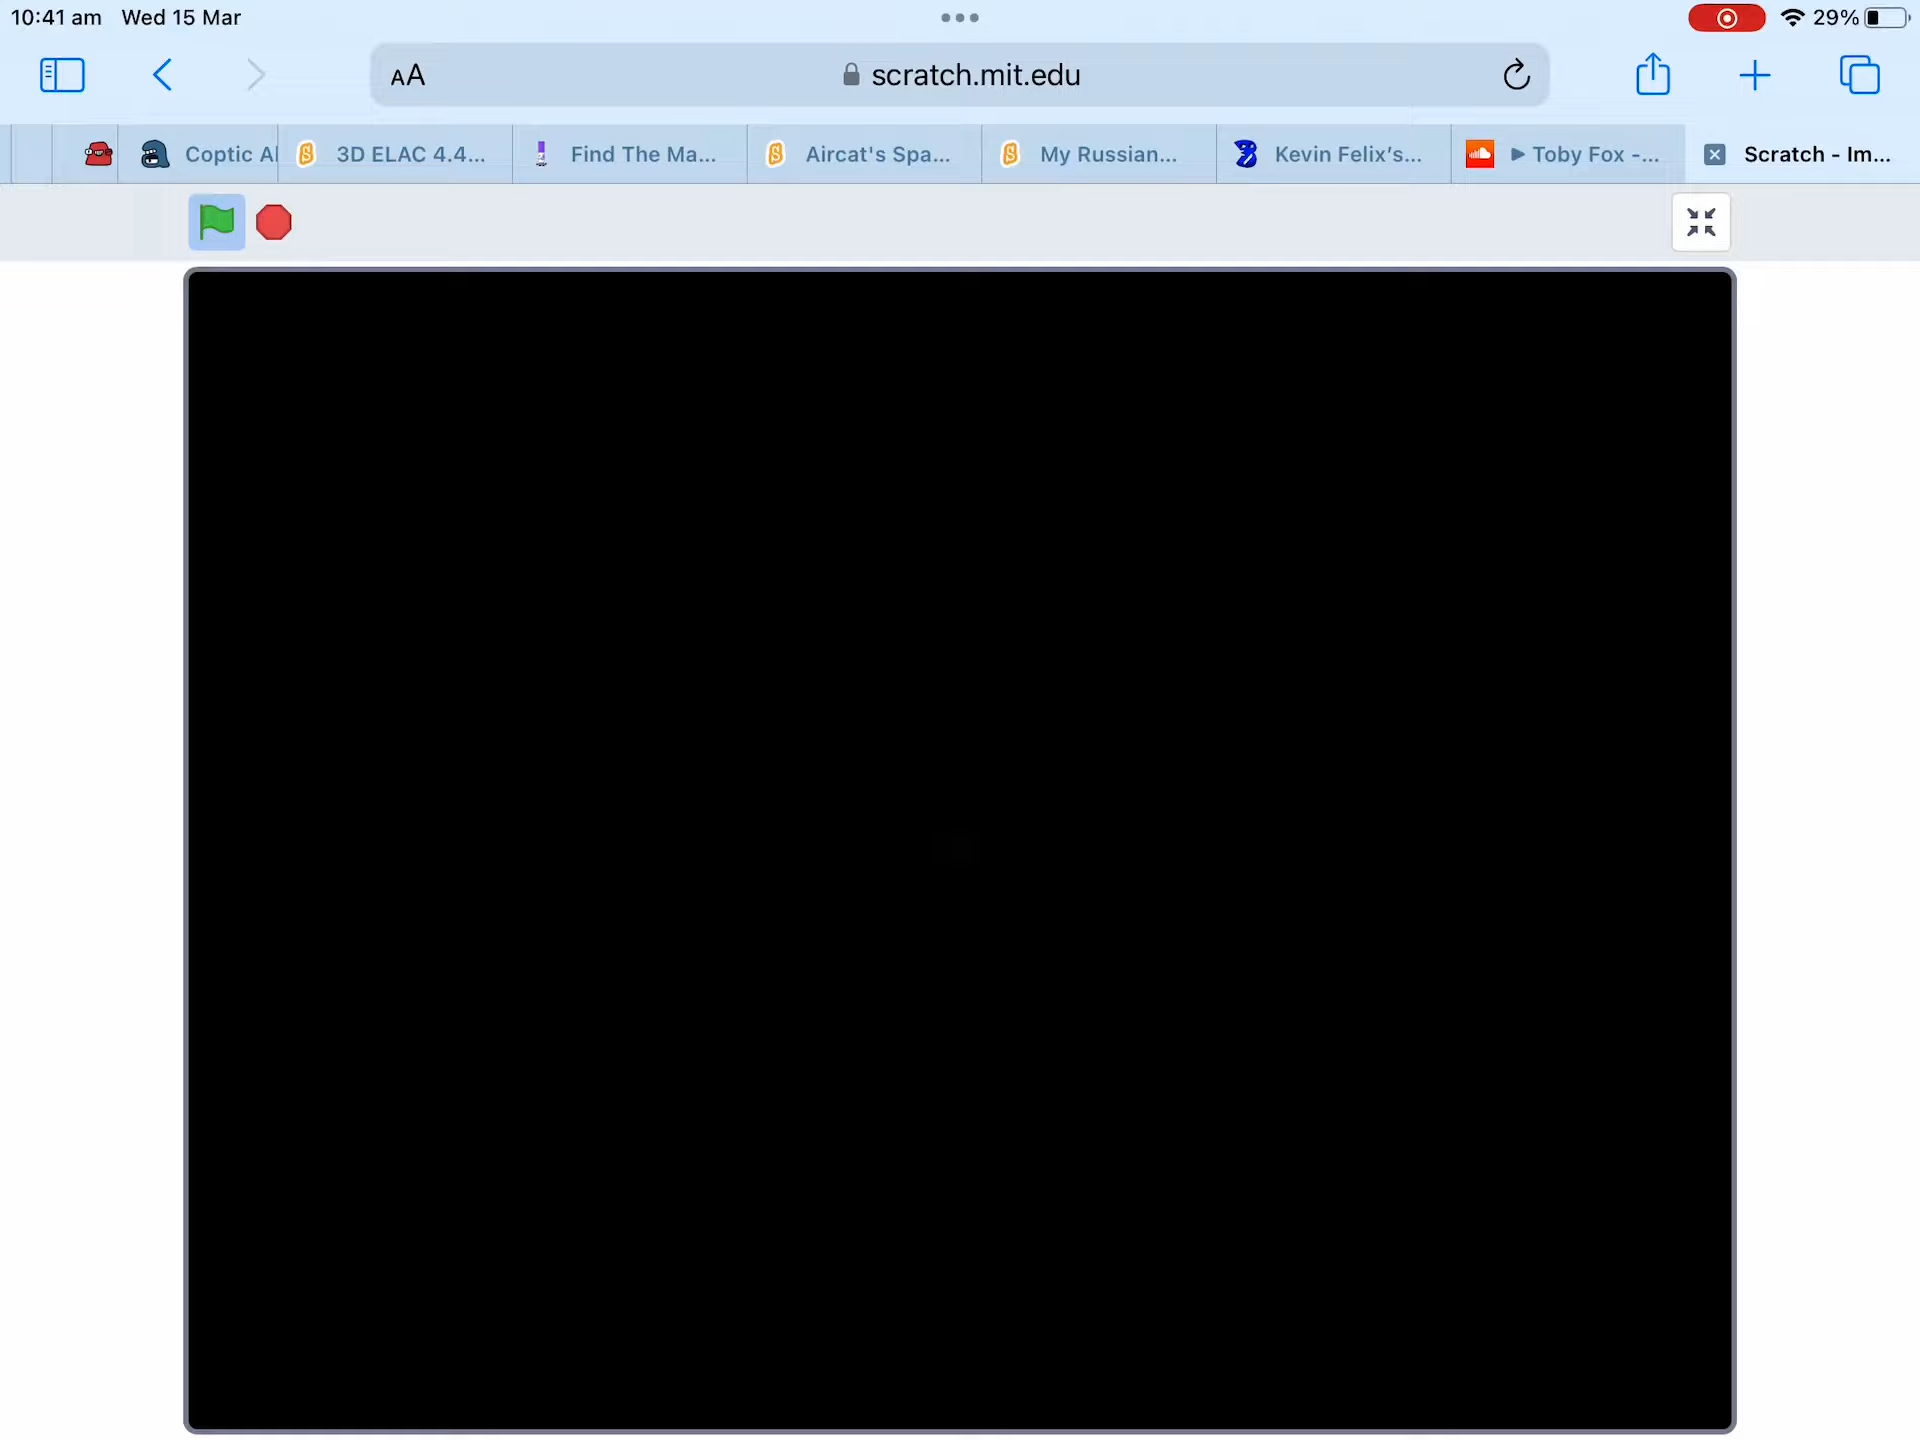 10:41 am Wed 15 Mar
29%
AA scratch.mit.edu
Coptic Al 3D ELAC 4.4... Find The Ma... Aircat's Spa... My Russian... Kevin Felix’s... Toby Fox -... Scratch - Im...